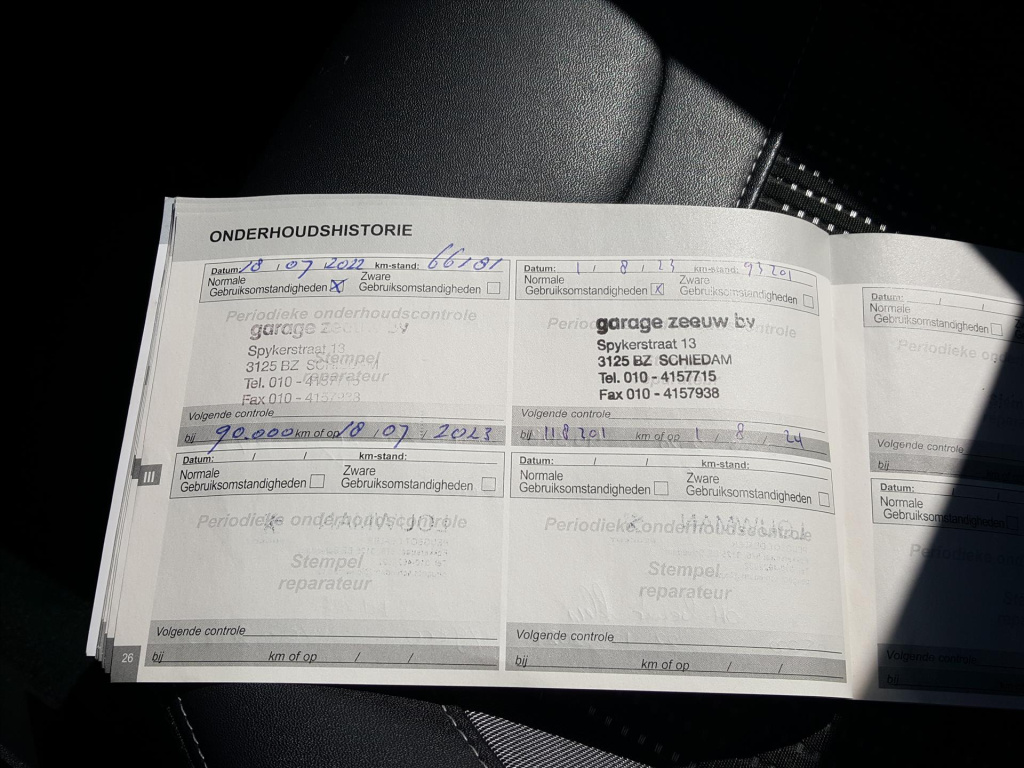 ONDERHOUDSHISTORIE
Datum: 18 / 07 / 2022 km-stand: 66181
Normale Gebruiksomstandigheden X Zware Gebruiksomstandigheden
Periodieke onderhoudscontrole
garage zeeuw bv
Spykerstraat 13
3125 BZ SCHIEDAM
Stempel
reparateur
Tel. 010 - 4157715
Fax 010 - 4157938
Volgende controle
bij 90.000 km of op 18 / 07 / 2023
Datum: 1 / 8 / 23 km-stand: 93201
Normale Gebruiksomstandigheden X Zware Gebruiksomstandigheden
garage zeeuw bv
Spykerstraat 13
3125 BZ SCHIEDAM
Tel. 010 - 4157715
Fax 010 - 4157938
Volgende controle
bij 118201 km of op 1 / 8 / 24
Datum: / /
Normale
Gebruiksomstandigheden
Periodieke
Volgende controle
bij
III
Datum: / / km-stand:
Normale Gebruiksomstandigheden Zware Gebruiksomstandigheden
Periodieke onderhoudscontrole
Stempel
reparateur
Volgende controle
bij km of op / /
Datum: / / km-stand:
Normale Gebruiksomstandigheden Zware Gebruiksomstandigheden
Periodieke onderhoudscontrole
Stempel
reparateur
Volgende controle
bij km of op / /
Datum: / /
Normale
Gebruiksomstandigheden
Volgende controle
bij
26